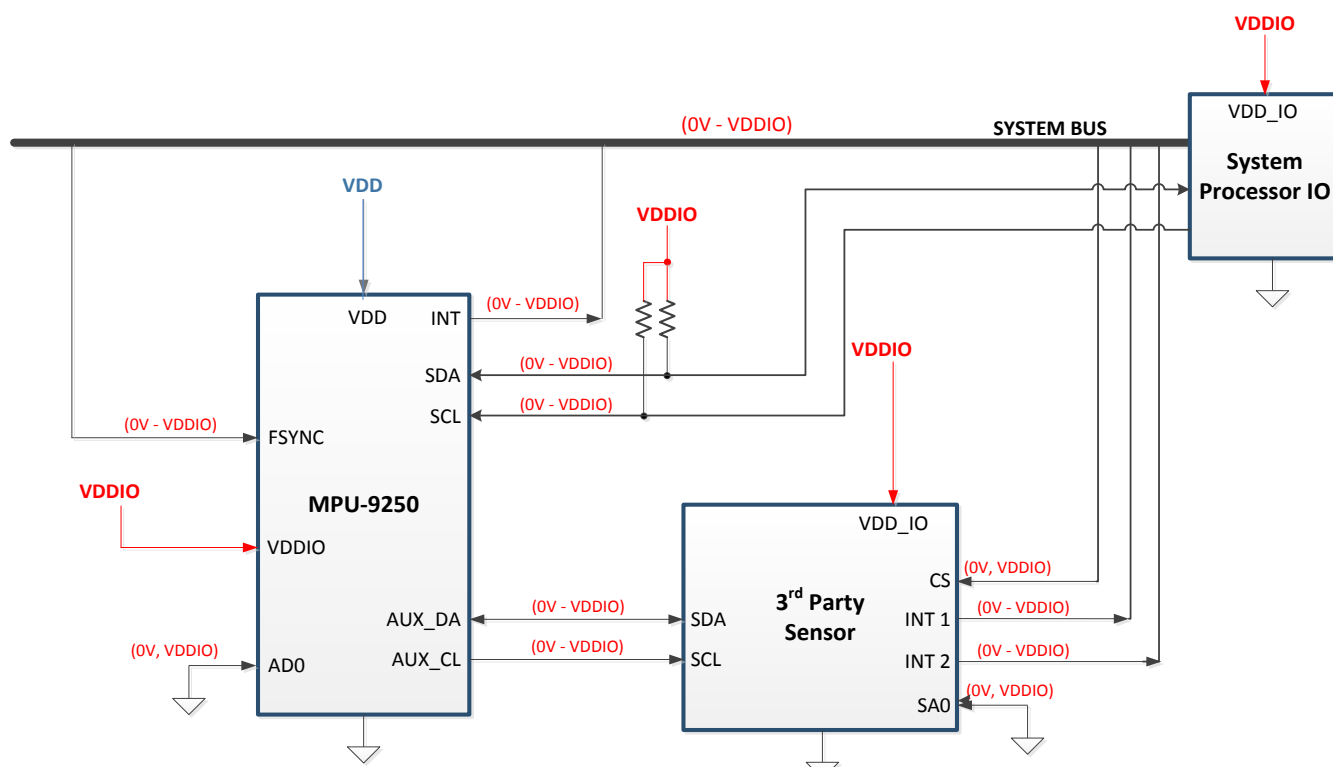 VDDIO
VDD_IO
System
Processor IO
(0V - VDDIO)
SYSTEM BUS
VDD
VDDIO
VDD
INT
(0V - VDDIO)
SDA
(0V - VDDIO)
SCL
(0V - VDDIO)
(0V - VDDIO)
FSYNC
VDDIO
MPU-9250
VDDIO
AUX_DA
(0V - VDDIO)
AUX_CL
(0V - VDDIO)
(0V, VDDIO)
AD0
VDDIO
VDD_IO
3rd Party
Sensor
SDA
SCL
CS
(0V, VDDIO)
INT 1
(0V - VDDIO)
INT 2
(0V - VDDIO)
SA0
(0V, VDDIO)